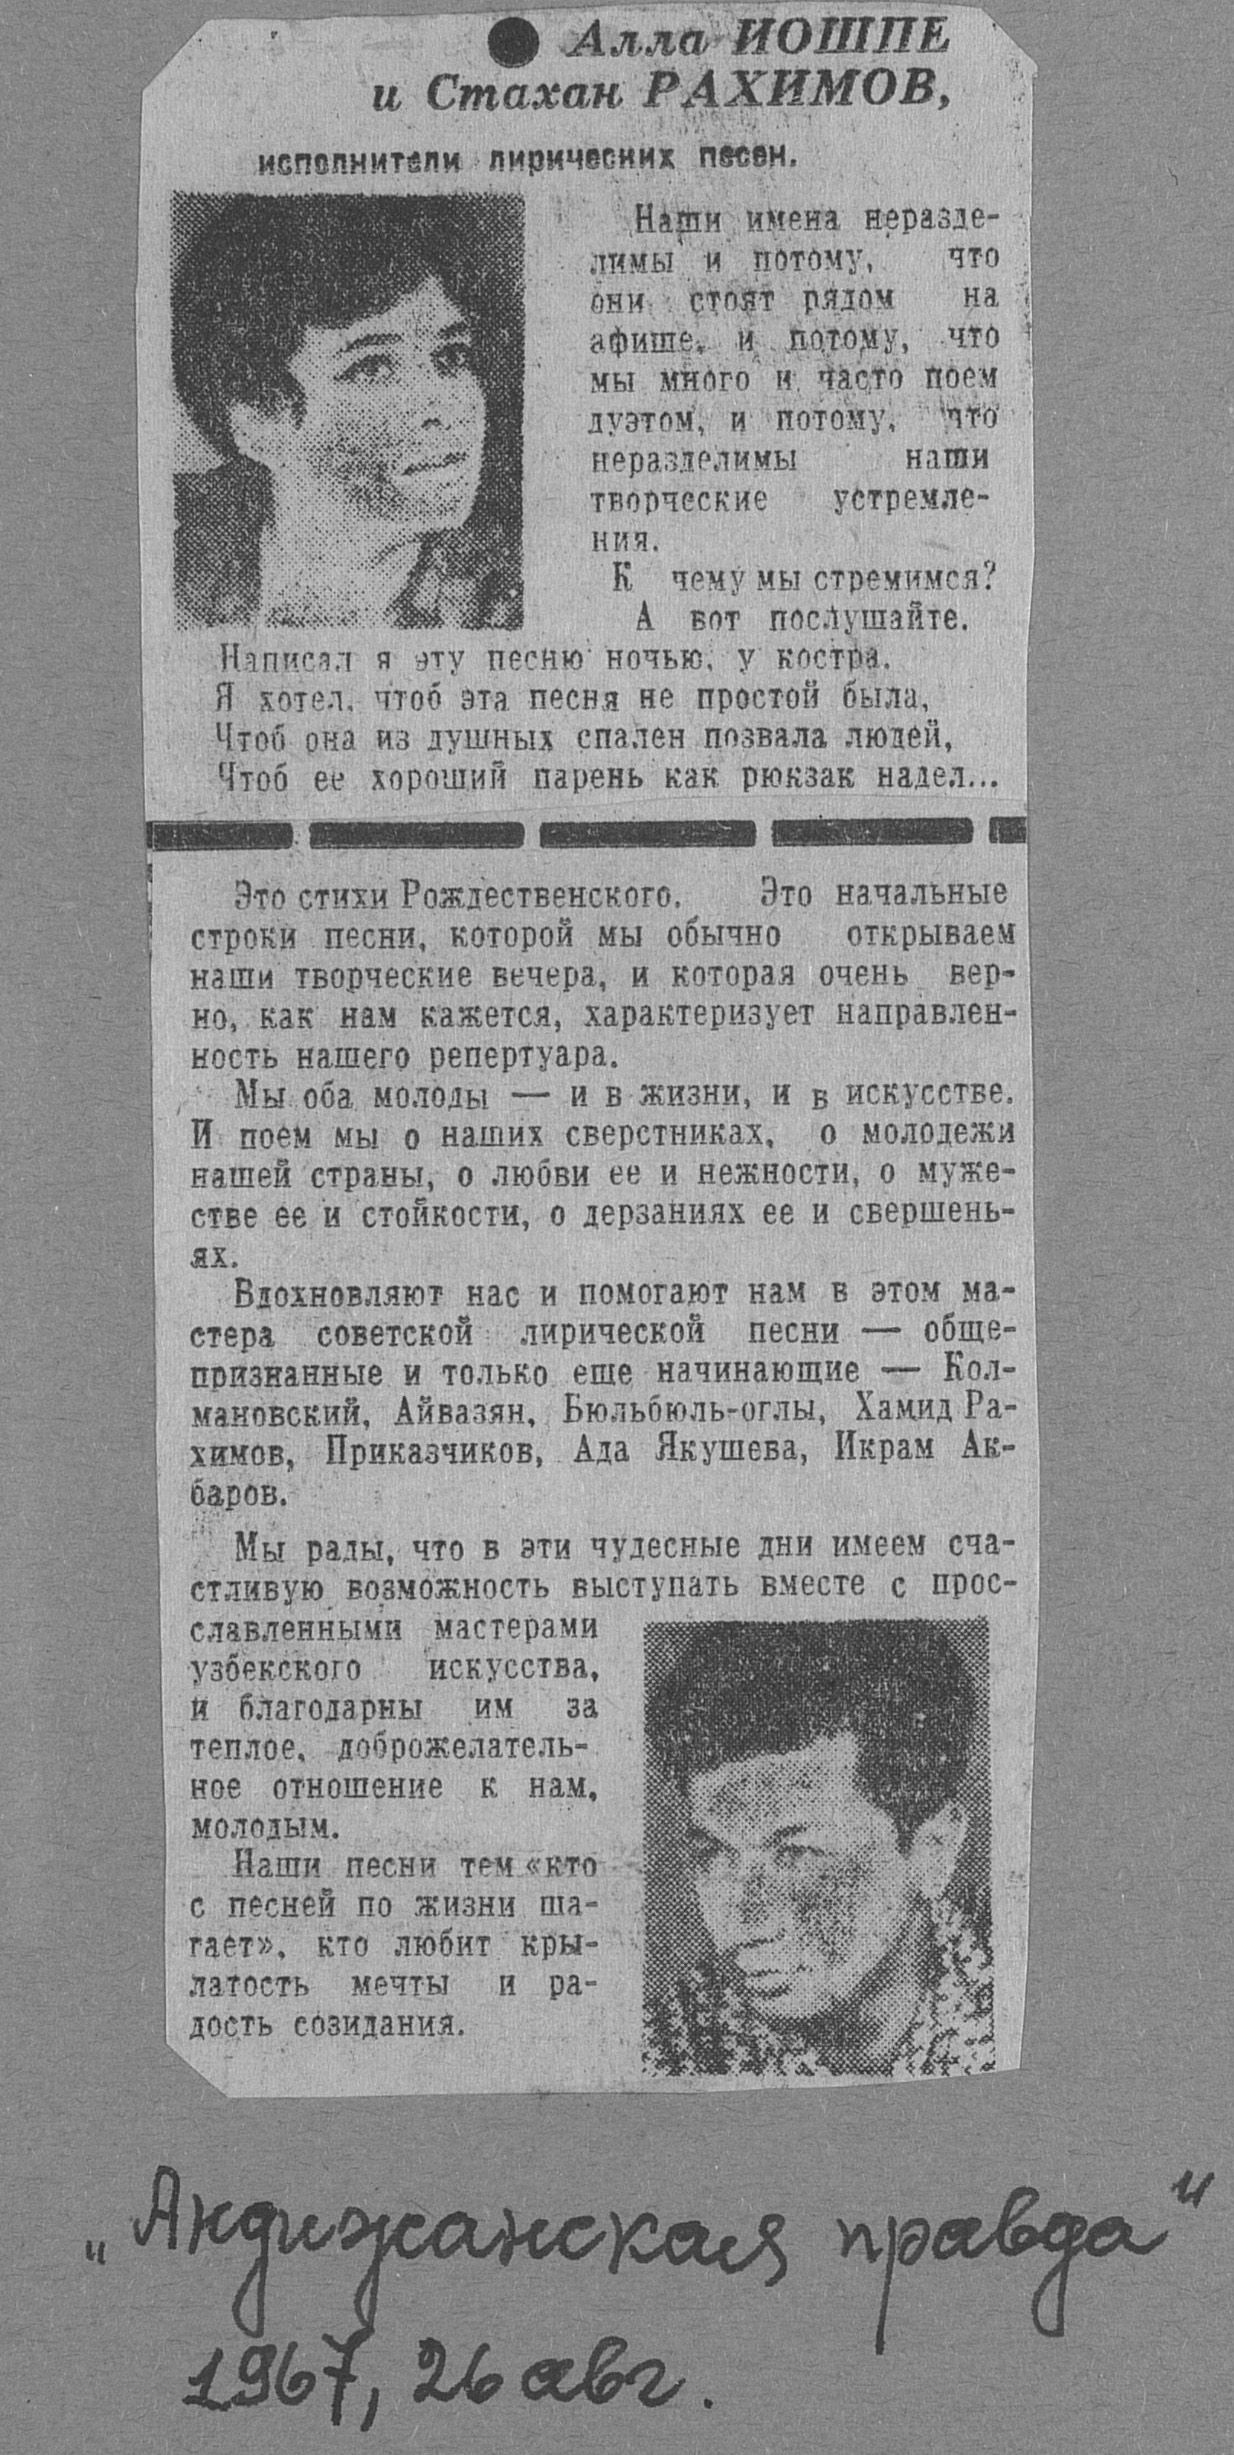 ● Алла ИОШПЕ
и Стахан РАХИМОВ,
исполнители лирических песен.
Наши имена неразде-
лимы и потому, что
они стоят рядом на
афише, и потому, что
мы много и часто поем
дуэтом, и потому, что
неразделимы наши
творческие устремле-
ния.
К чему мы стремимся?
А вот послушайте.
Написал я эту песню ночью, у костра.
Я хотел, чтоб эта песня не простой была,
Чтоб она из душных спален позвала людей,
Чтоб ее хороший парень как рюкзак надел...
Это стихи Рождественского. Это начальные
строки песни, которой мы обычно открываем
наши творческие вечера, и которая очень вер-
но, как нам кажется, характеризует направлен-
ность нашего репертуара.
Мы оба молоды — и в жизни, и в искусстве.
И поем мы о наших сверстниках, о молодежи
нашей страны, о любви ее и нежности, о муже-
стве ее и стойкости, о дерзаниях ее и свершень-
ях.
Вдохновляют нас и помогают нам в этом ма-
стера советской лирической песни — обще-
признанные и только еще начинающие — Кол-
мановский, Айвазян, Бюльбюль-оглы, Хамид Ра-
химов, Приказчиков, Ада Якушева, Икрам Ак-
баров.
Мы рады, что в эти чудесные дни имеем сча-
стливую возможность выступать вместе с прос-
славленными мастерами
узбекского искусства,
и благодарны им за
теплое, доброжелатель-
ное отношение к нам,
молодым.
Наши песни тем «кто
с песней по жизни ша-
гает», кто любит кры-
латость мечты и ра-
дость созидания.
„Андижанская правда"
1967, 26 авг.